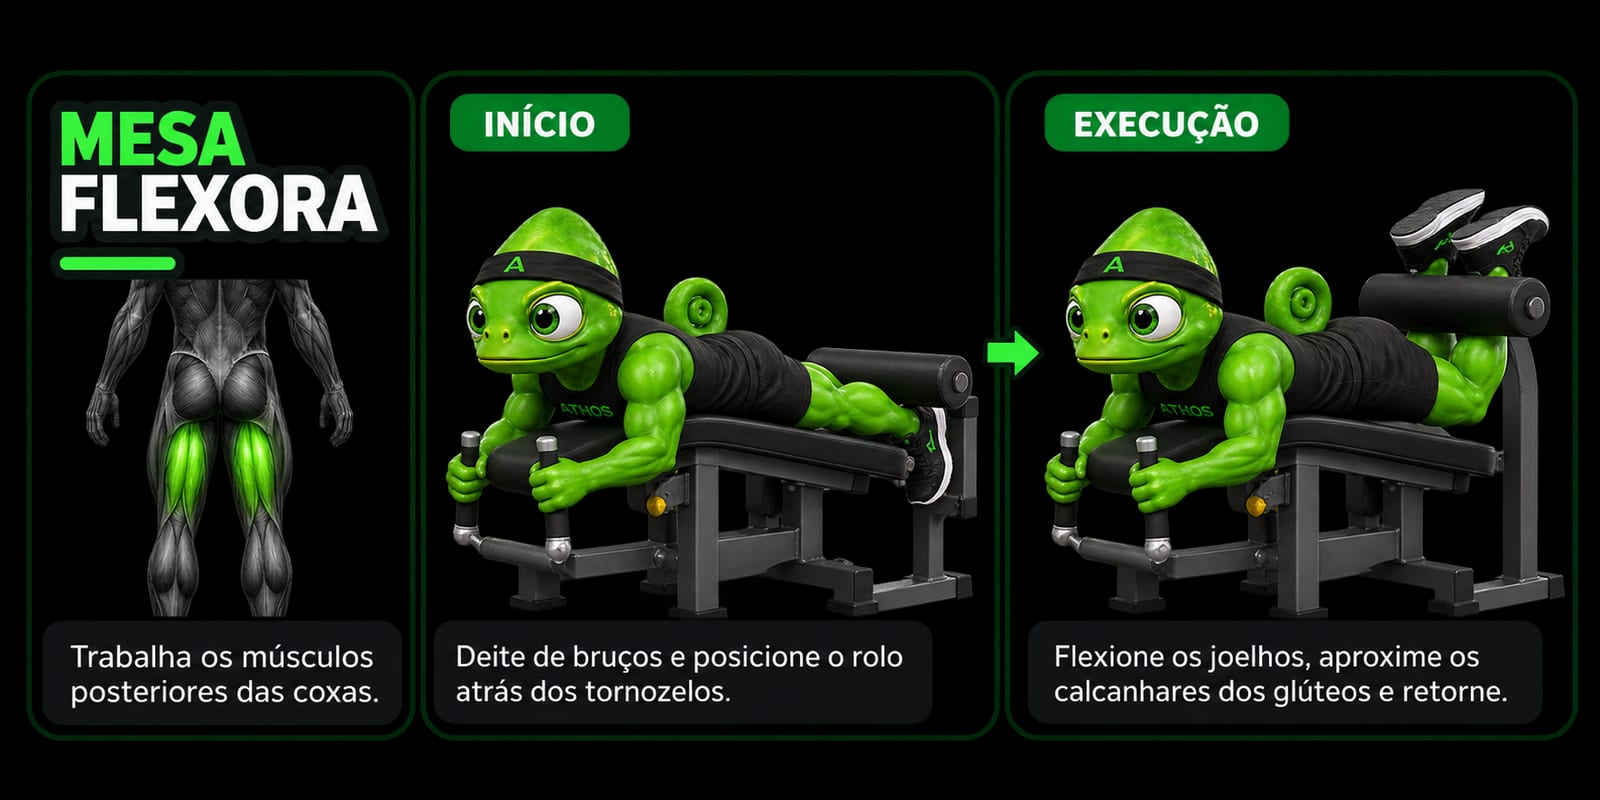 MESA
FLEXORA
Trabalha os músculos
posteriores das coxas.
INÍCIO
A
ATHOS
Deite de bruços e posicione o rolo
atrás dos tornozelos.
EXECUÇÃO
A
ATHOS
Flexione os joelhos, aproxime os
calcanhares dos glúteos e retorne.